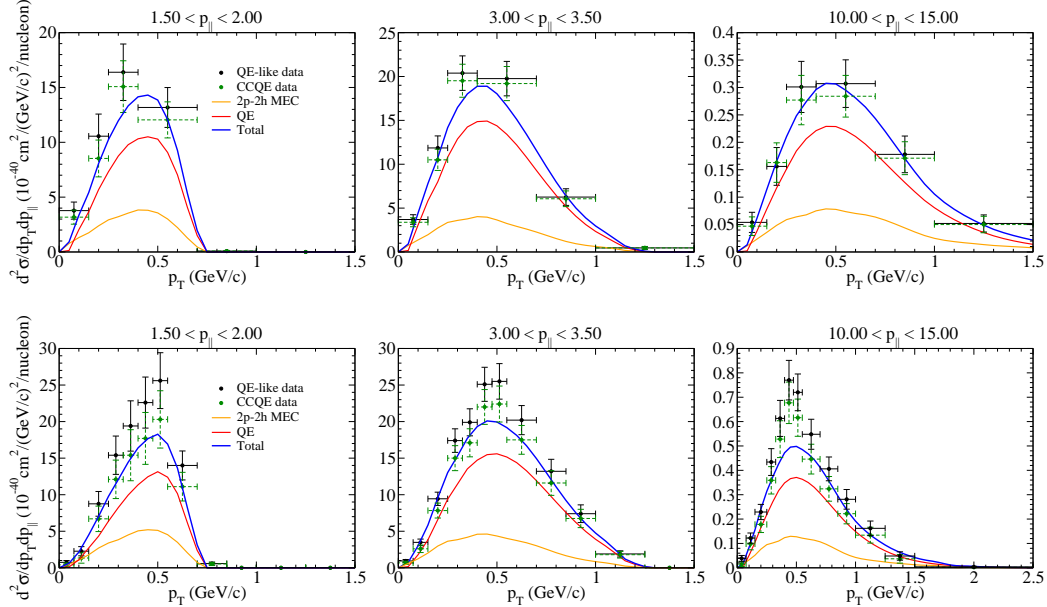 1.50 < p|| < 2.00
3.00 < p|| < 3.50
10.00 < p|| < 15.00
d²σ/dp_T dp|| (10⁻⁴⁰ cm²/(GeV/c)²/nucleon)
20
15
10
5
0
QE-like data
CCQE data
2p-2h MEC
QE
Total
0 0.5 1 1.5
p_T (GeV/c)
25
20
15
10
5
0
0 0.5 1 1.5
p_T (GeV/c)
0.4
0.35
0.3
0.25
0.2
0.15
0.1
0.05
0
0 0.5 1 1.5
p_T (GeV/c)
1.50 < p|| < 2.00
3.00 < p|| < 3.50
10.00 < p|| < 15.00
d²σ/dp_T dp|| (10⁻⁴⁰ cm²/(GeV/c)²/nucleon)
30
25
20
15
10
5
0
QE-like data
CCQE data
2p-2h MEC
QE
Total
0 0.5 1 1.5
p_T (GeV/c)
30
25
20
15
10
5
0
0 0.5 1 1.5
p_T (GeV/c)
0.9
0.8
0.7
0.6
0.5
0.4
0.3
0.2
0.1
0
0 0.5 1 1.5 2 2.5
p_T (GeV/c)